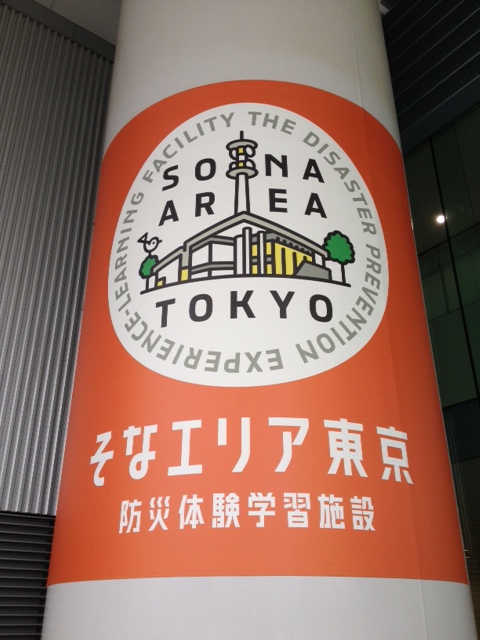 THE DISASTER PREVENTION EXPERIENCE-LEARNING FACILITY
SONA
AREA
TOKYO
そなエリア東京
防災体験学習施設